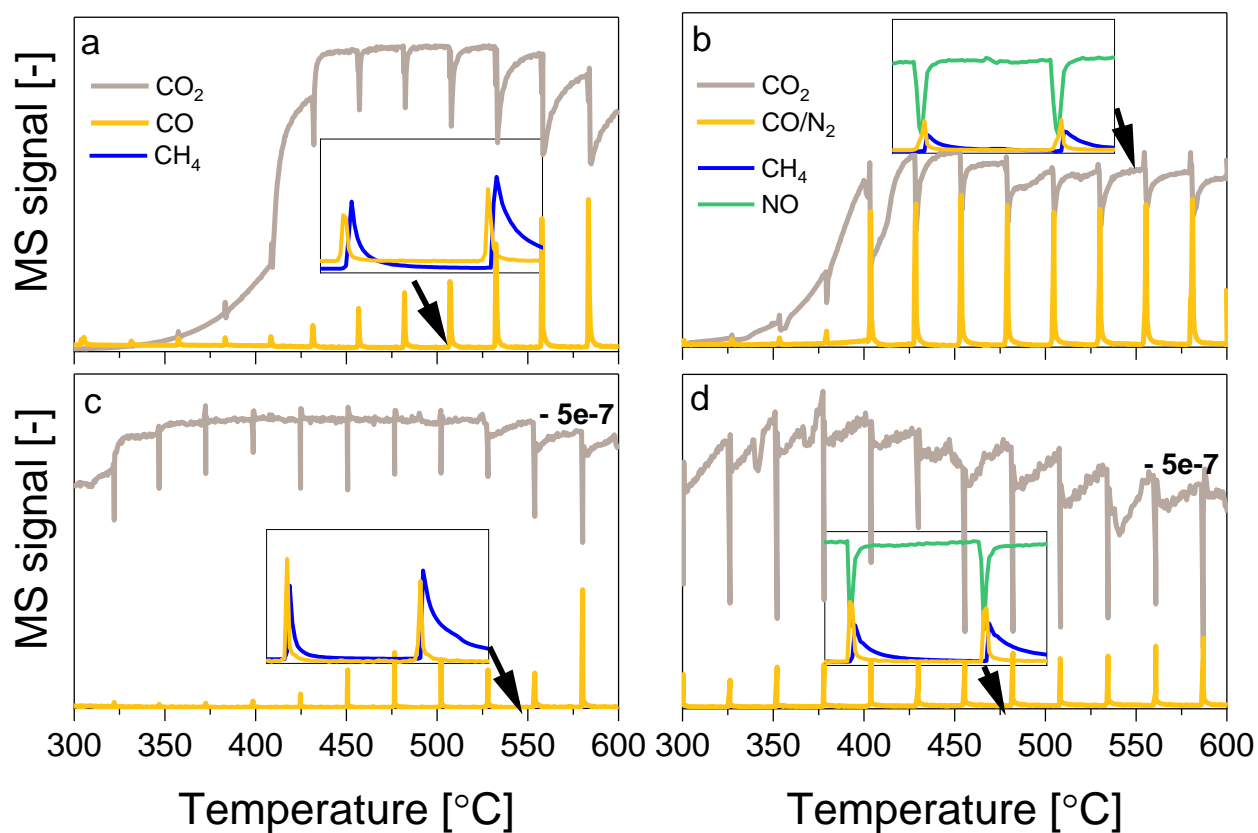 a
CO2
CO
CH4
MS signal [-]
b
CO2
CO/N2
CH4
NO
MS signal [-]
c
- 5e-7
300 350 400 450 500 550 600
Temperature [°C]
d
- 5e-7
300 350 400 450 500 550 600
Temperature [°C]